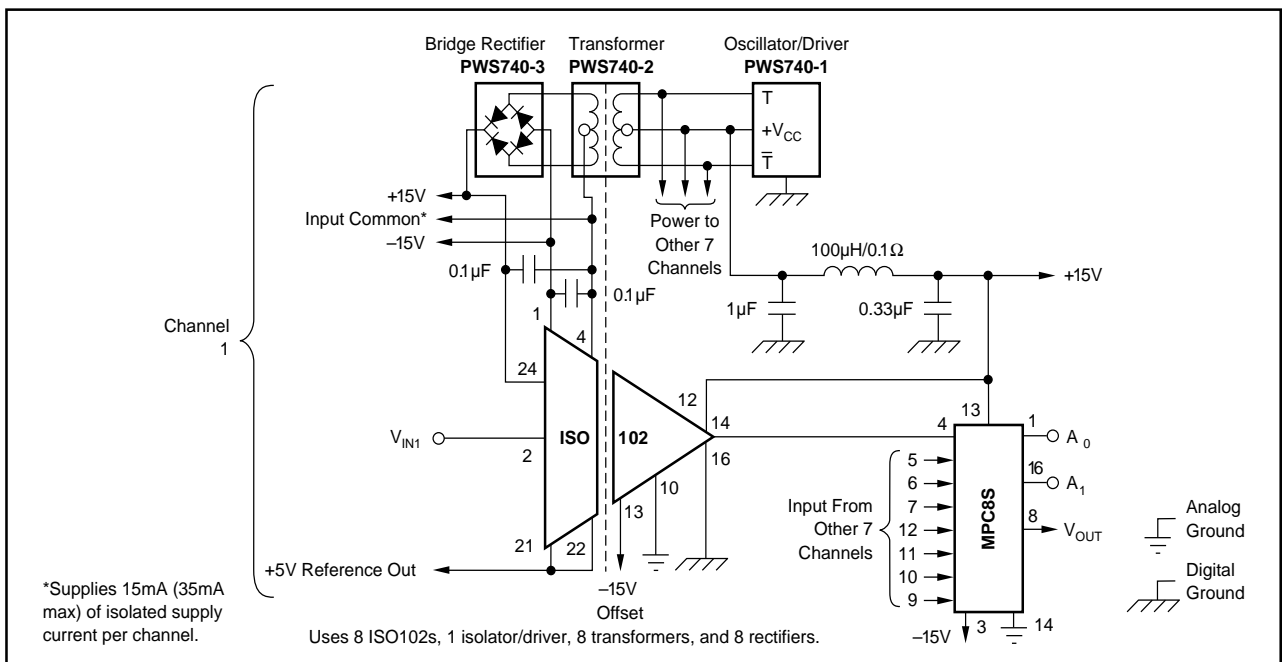 Bridge Rectifier
PWS740-3
Transformer
PWS740-2
Oscillator/Driver
PWS740-1
T
+VCC
T̅
+15V
Input Common*
–15V
Power to
Other 7
Channels
100µH/0.1Ω
+15V
0.1µF
0.1µF
1µF
0.33µF
Channel
1
1
4
24
VIN1
2
ISO
102
12
14
16
10
13
21
22
+5V Reference Out
–15V
Offset
4
13
1
A0
16
A1
8
VOUT
MPC8S
5
6
7
12
11
10
9
Input From
Other 7
Channels
–15V
3
14
Analog
Ground
Digital
Ground
*Supplies 15mA (35mA
max) of isolated supply
current per channel.
Uses 8 ISO102s, 1 isolator/driver, 8 transformers, and 8 rectifiers.